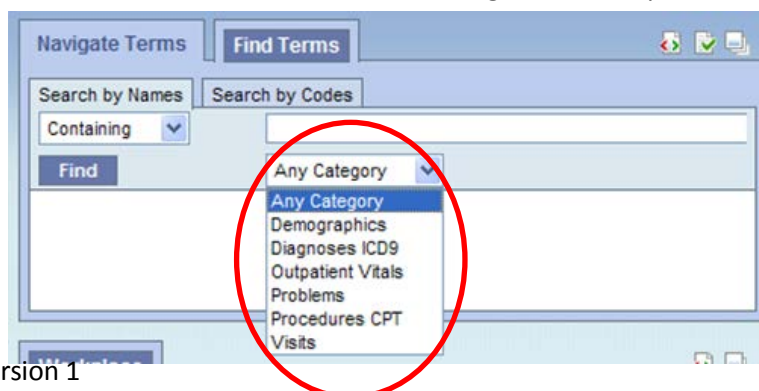 Navigate Terms Find Terms
Search by Names Search by Codes
Containing
Find Any Category
Any Category
Demographics
Diagnoses ICD9
Outpatient Vitals
Problems
Procedures CPT
Visits
rsion 1